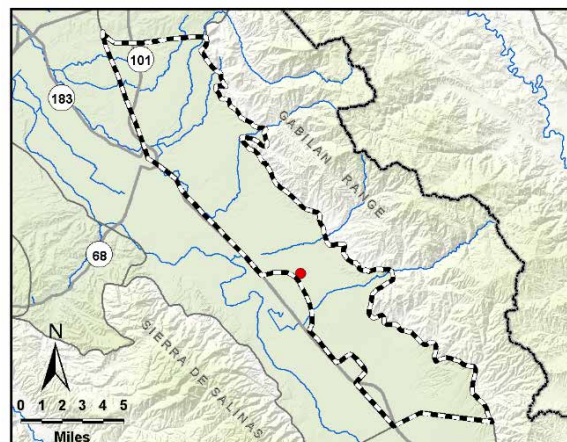 101
183
GABILAN RANGE
68
SIERRA DE SALINAS
N
0 1 2 3 4 5
Miles